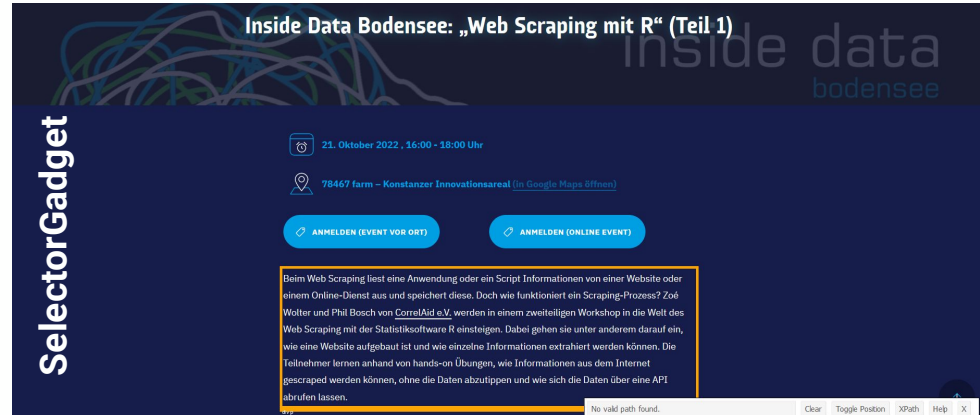 Inside Data Bodensee: „Web Scraping mit R“ (Teil 1)
inside data
bodensee
SelectorGadget
21. Oktober 2022 , 16:00 - 18:00 Uhr
78467 farm – Konstanzer Innovationsareal (in Google Maps öffnen)
ANMELDEN (EVENT VOR ORT)
ANMELDEN (ONLINE EVENT)
Beim Web Scraping liest eine Anwendung oder ein Script Informationen von einer Website oder
einem Online-Dienst aus und speichert diese. Doch wie funktioniert ein Scraping-Prozess? Zoé
Wolter und Phil Bosch von CorrelAid e.V. werden in einem zweiteiligen Workshop in die Welt des
Web Scraping mit der Statistiksoftware R einsteigen. Dabei gehen sie unter anderem darauf ein,
wie eine Website aufgebaut ist und wie einzelne Informationen extrahiert werden können. Die
Teilnehmer lernen anhand von hands-on Übungen, wie Informationen aus dem Internet
gescraped werden können, ohne die Daten abzutippen und wie sich die Daten über eine API
abrufen lassen.
No valid path found.
Clear
Toggle Position
XPath
Help
X